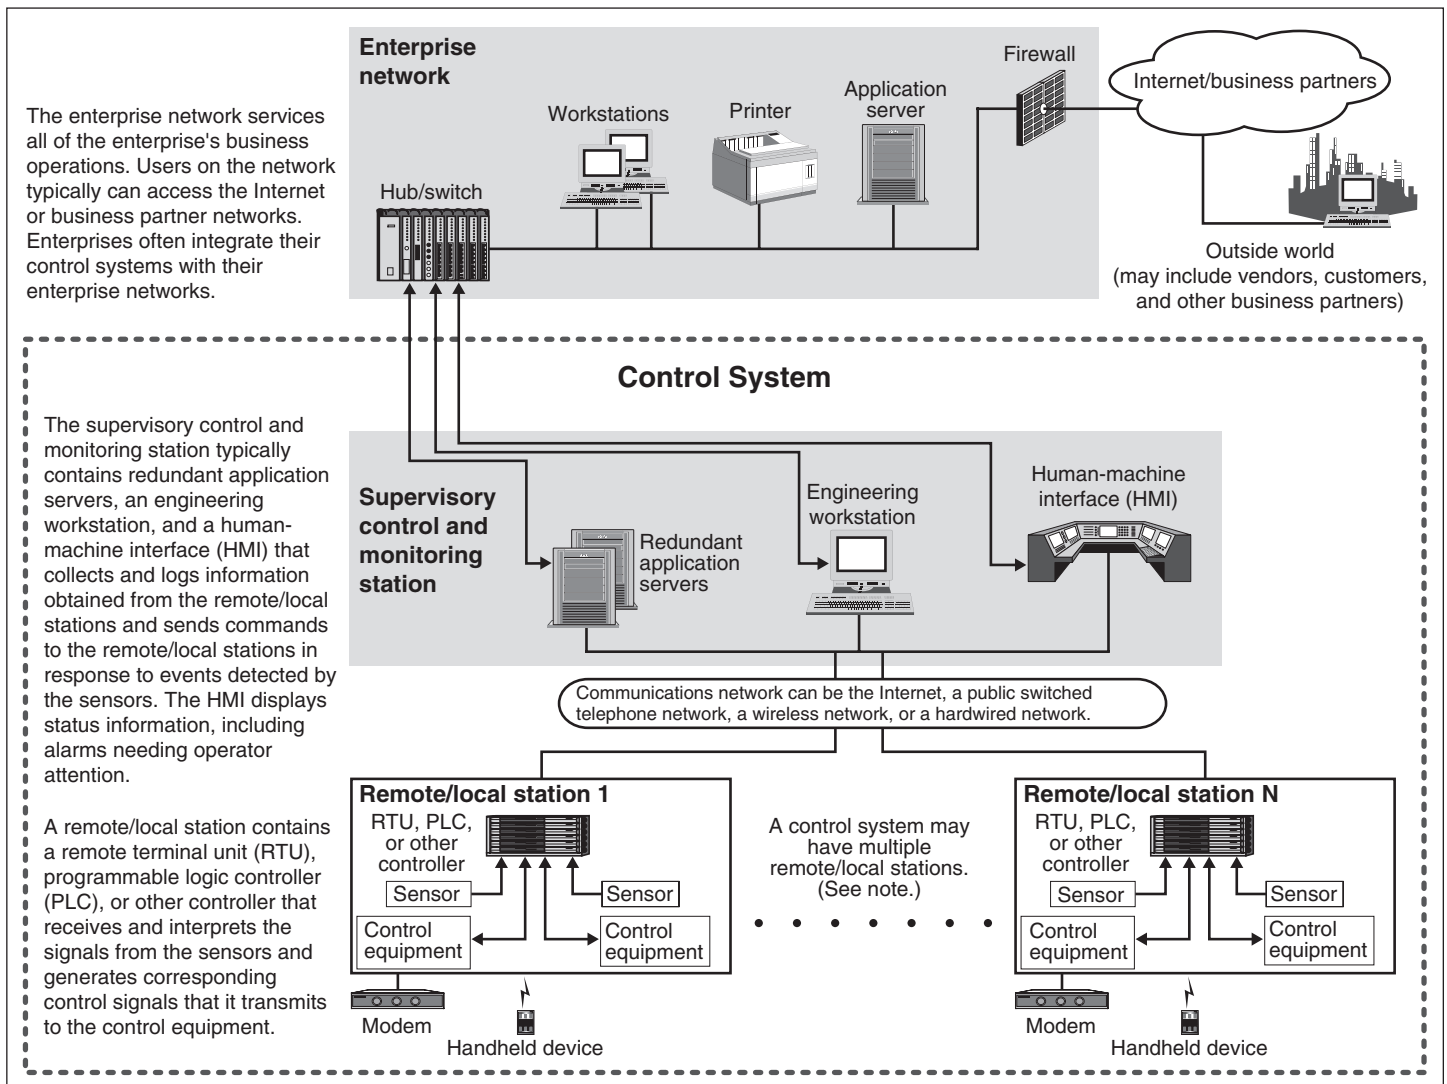 Enterprise
network
The enterprise network services
all of the enterprise's business
operations. Users on the network
typically can access the Internet
or business partner networks.
Enterprises often integrate their
control systems with their
enterprise networks.
Hub/switch
Workstations
Printer
Application
server
Firewall
Internet/business partners
Outside world
(may include vendors, customers,
and other business partners)
Control System
The supervisory control and
monitoring station typically
contains redundant application
servers, an engineering
workstation, and a human-
machine interface (HMI) that
collects and logs information
obtained from the remote/local
stations and sends commands
to the remote/local stations in
response to events detected by
the sensors. The HMI displays
status information, including
alarms needing operator
attention.
A remote/local station contains
a remote terminal unit (RTU),
programmable logic controller
(PLC), or other controller that
receives and interprets the
signals from the sensors and
generates corresponding
control signals that it transmits
to the control equipment.
Supervisory
control and
monitoring
station
Redundant
application
servers
Engineering
workstation
Human-machine
interface (HMI)
Communications network can be the Internet, a public switched
telephone network, a wireless network, or a hardwired network.
Remote/local station 1
RTU, PLC,
or other
controller
Sensor
Sensor
Control
equipment
Control
equipment
Modem
Handheld device
A control system may
have multiple
remote/local stations.
(See note.)
Remote/local station N
RTU, PLC,
or other
controller
Sensor
Sensor
Control
equipment
Control
equipment
Modem
Handheld device